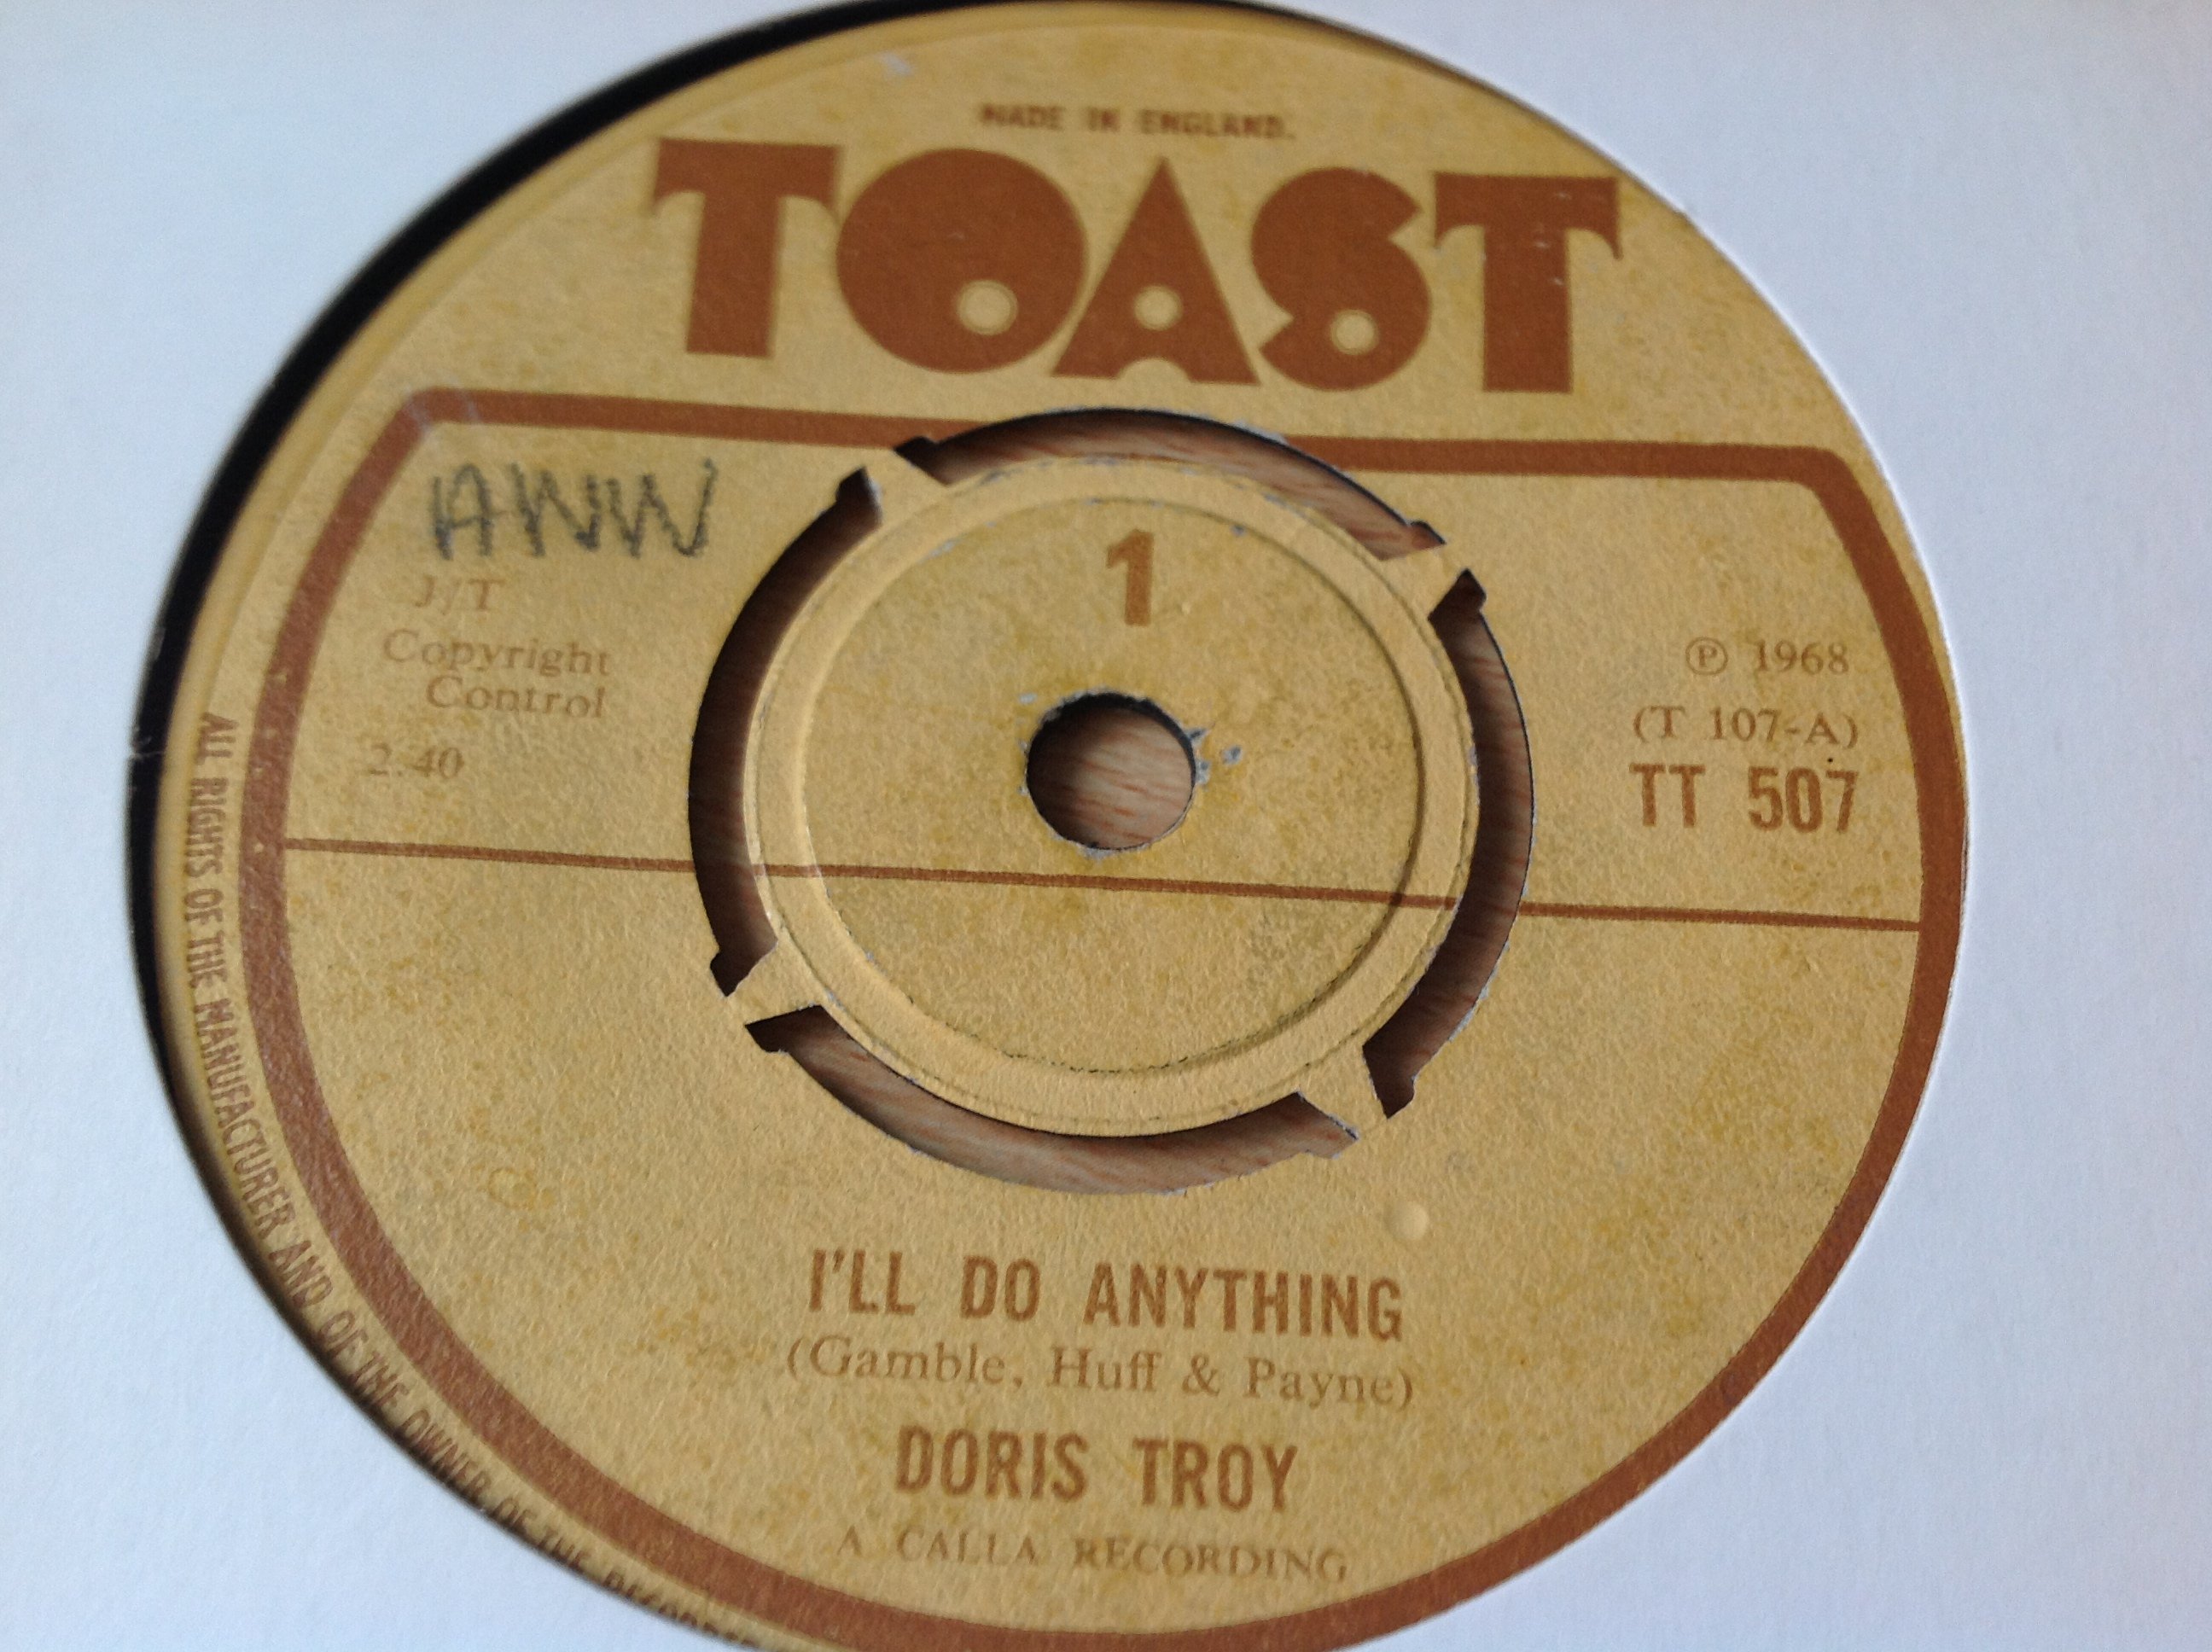 MADE IN ENGLAND.
TOAST
AWW
1
J/T
Copyright
Control
2.40
℗ 1968
(T 107-A)
TT 507
I'LL DO ANYTHING
(Gamble, Huff & Payne)
DORIS TROY
A CALLA RECORDING
ALL RIGHTS OF THE MANUFACTURER AND OF THE OWNER OF THE RECORDED